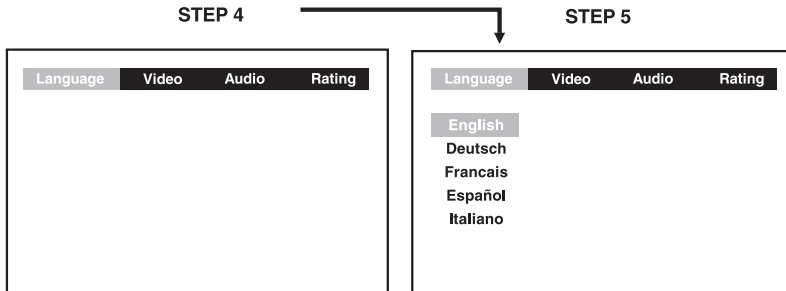 STEP 4
STEP 5
Language Video Audio Rating
Language Video Audio Rating
English
Deutsch
Francais
Español
Italiano